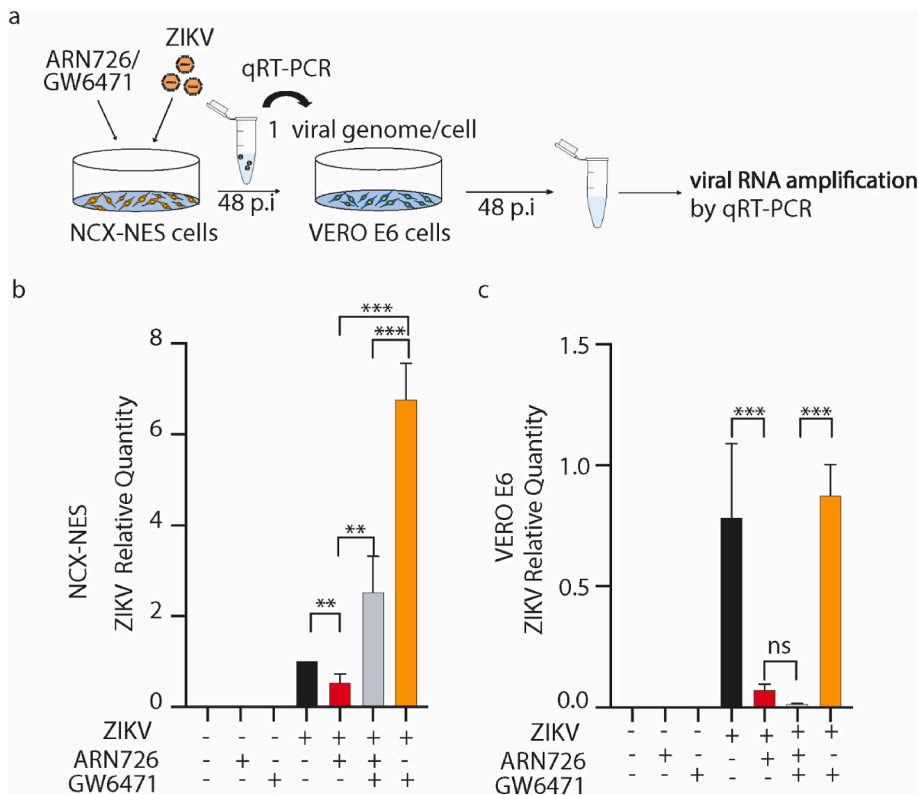 a
ZIKV
ARN726/
GW6471
qRT-PCR
1 viral genome/cell
48 p.i
48 p.i
viral RNA amplification
by qRT-PCR
NCX-NES cells
VERO E6 cells
b
NCX-NES
ZIKV Relative Quantity
8
6
4
2
0
***
***
**
**
ZIKV - - - + + + +
ARN726 - + - - + + -
GW6471 - - + - - + +
c
VERO E6
ZIKV Relative Quantity
1.5
1.0
0.5
0.0
***
***
ns
ZIKV - - - + + + +
ARN726 - + - - + + -
GW6471 - - + - - + +